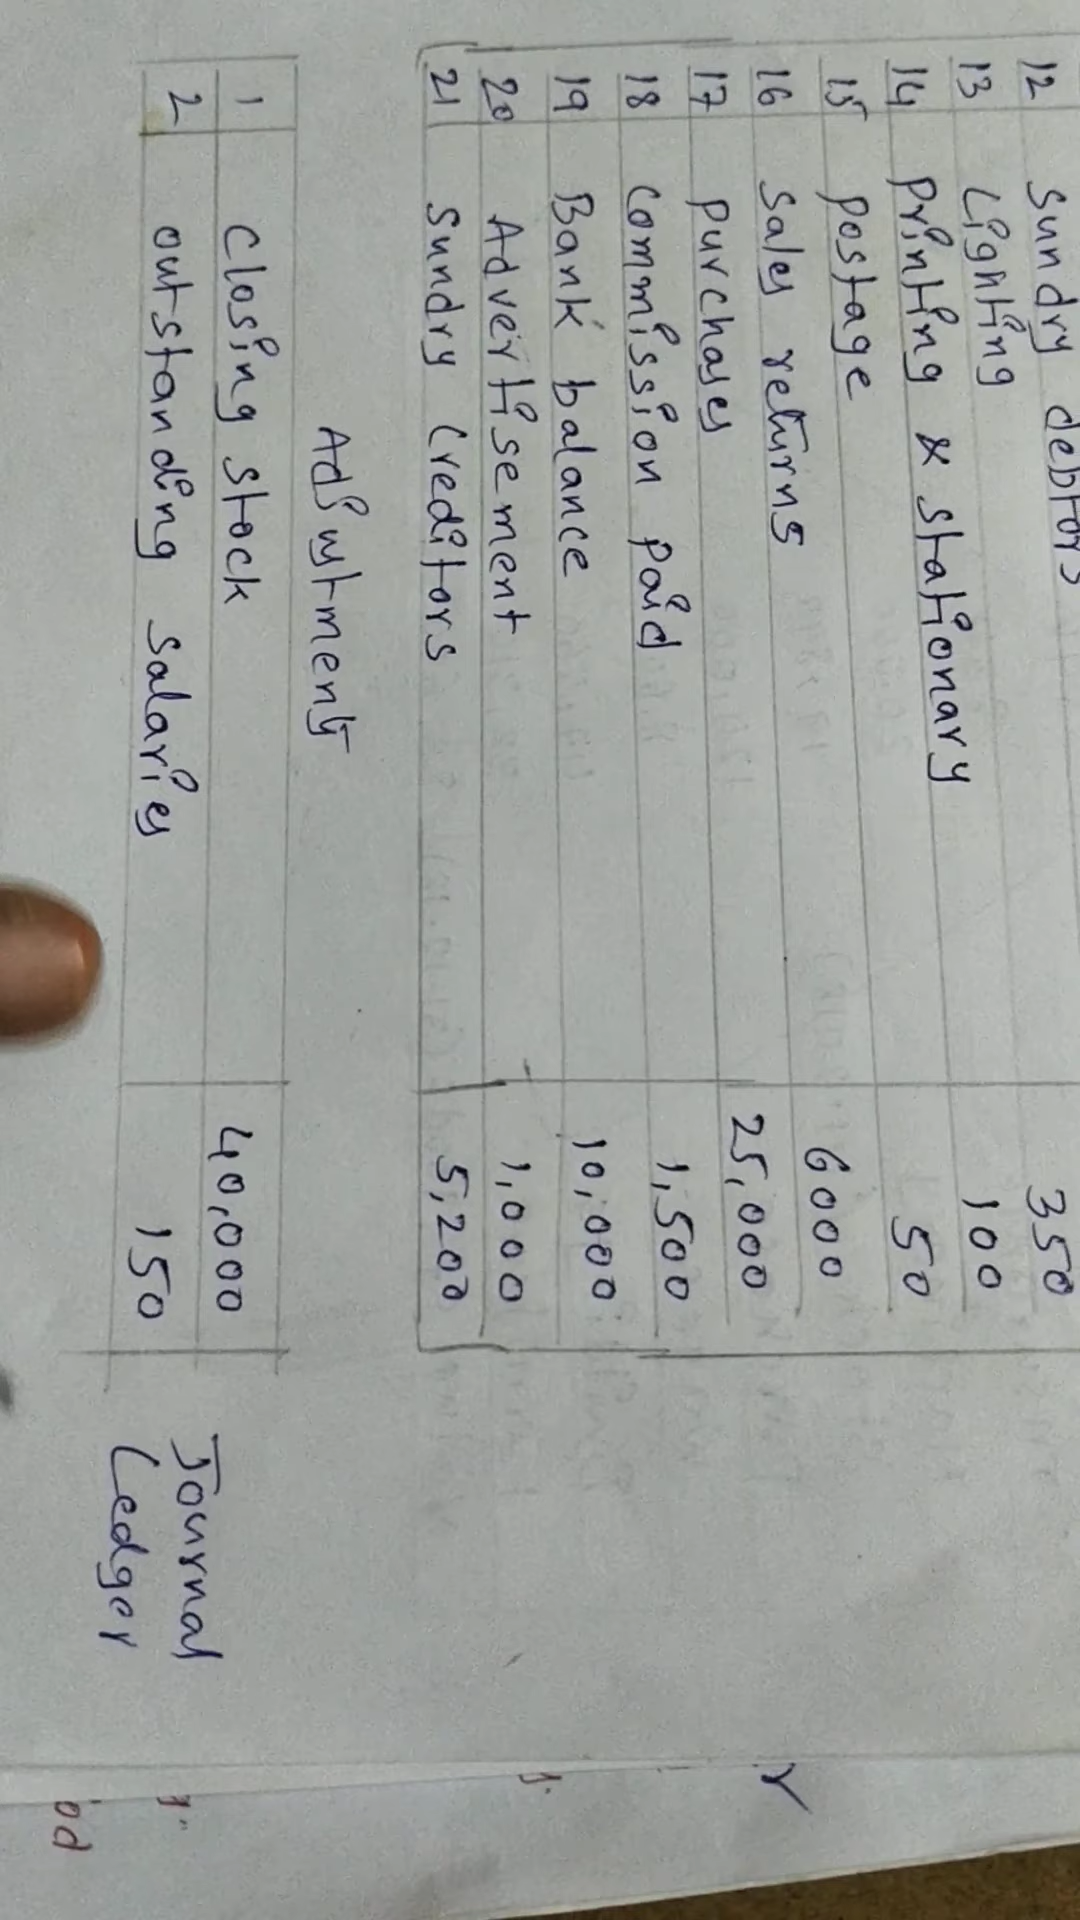 12 Sundry debtors
13 Lighting 350
14 Printing & stationary 100
15 postage 50
16 Sales returns 6000
17 purchases 25,000
18 commission paid 1,500
19 Bank balance 10,000
20 Advertisement 1,000
21 Sundry Creditors 5,200
Adjustments
1 Closing stock 40,000
2 outstanding salaries 150
Journal
Ledger